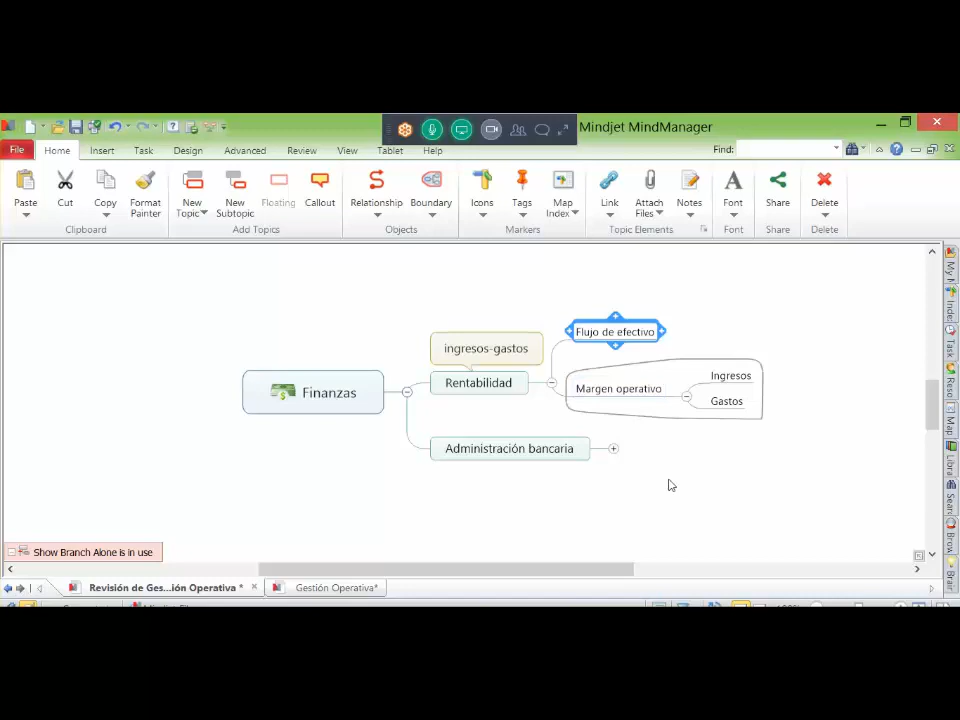 Mindjet MindManager
File Home Insert Task Design Advanced Review View Tablet Help Find:
Paste Cut Copy Format Painter New Topic New Subtopic Floating Callout Relationship Boundary Icons Tags Map Index Link Attach Files Notes Font Share Delete
Clipboard Add Topics Objects Markers Topic Elements Font Share Delete
Flujo de efectivo
ingresos-gastos
Rentabilidad
Ingresos
Finanzas
Margen operativo
Gastos
Administración bancaria
Show Branch Alone is in use
Revisión de Ges...ión Operativa * Gestión Operativa*